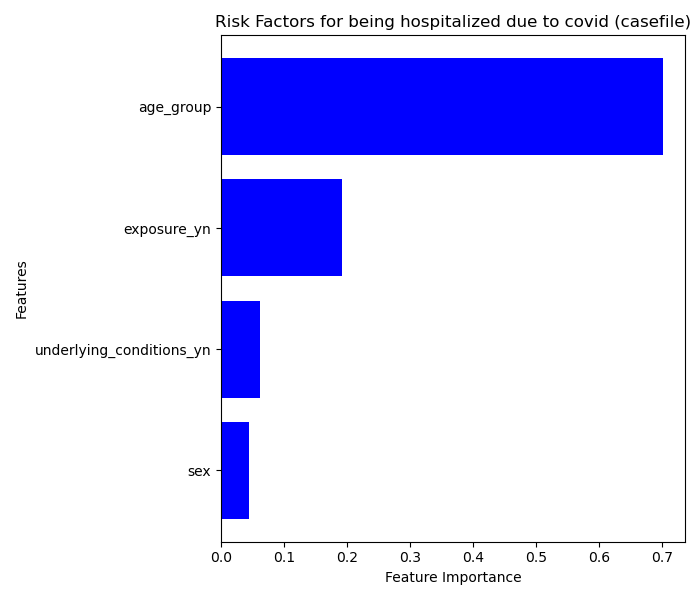 Risk Factors for being hospitalized due to covid (casefile)
age_group
exposure_yn
underlying_conditions_yn
sex
Features
0.0 0.1 0.2 0.3 0.4 0.5 0.6 0.7
Feature Importance